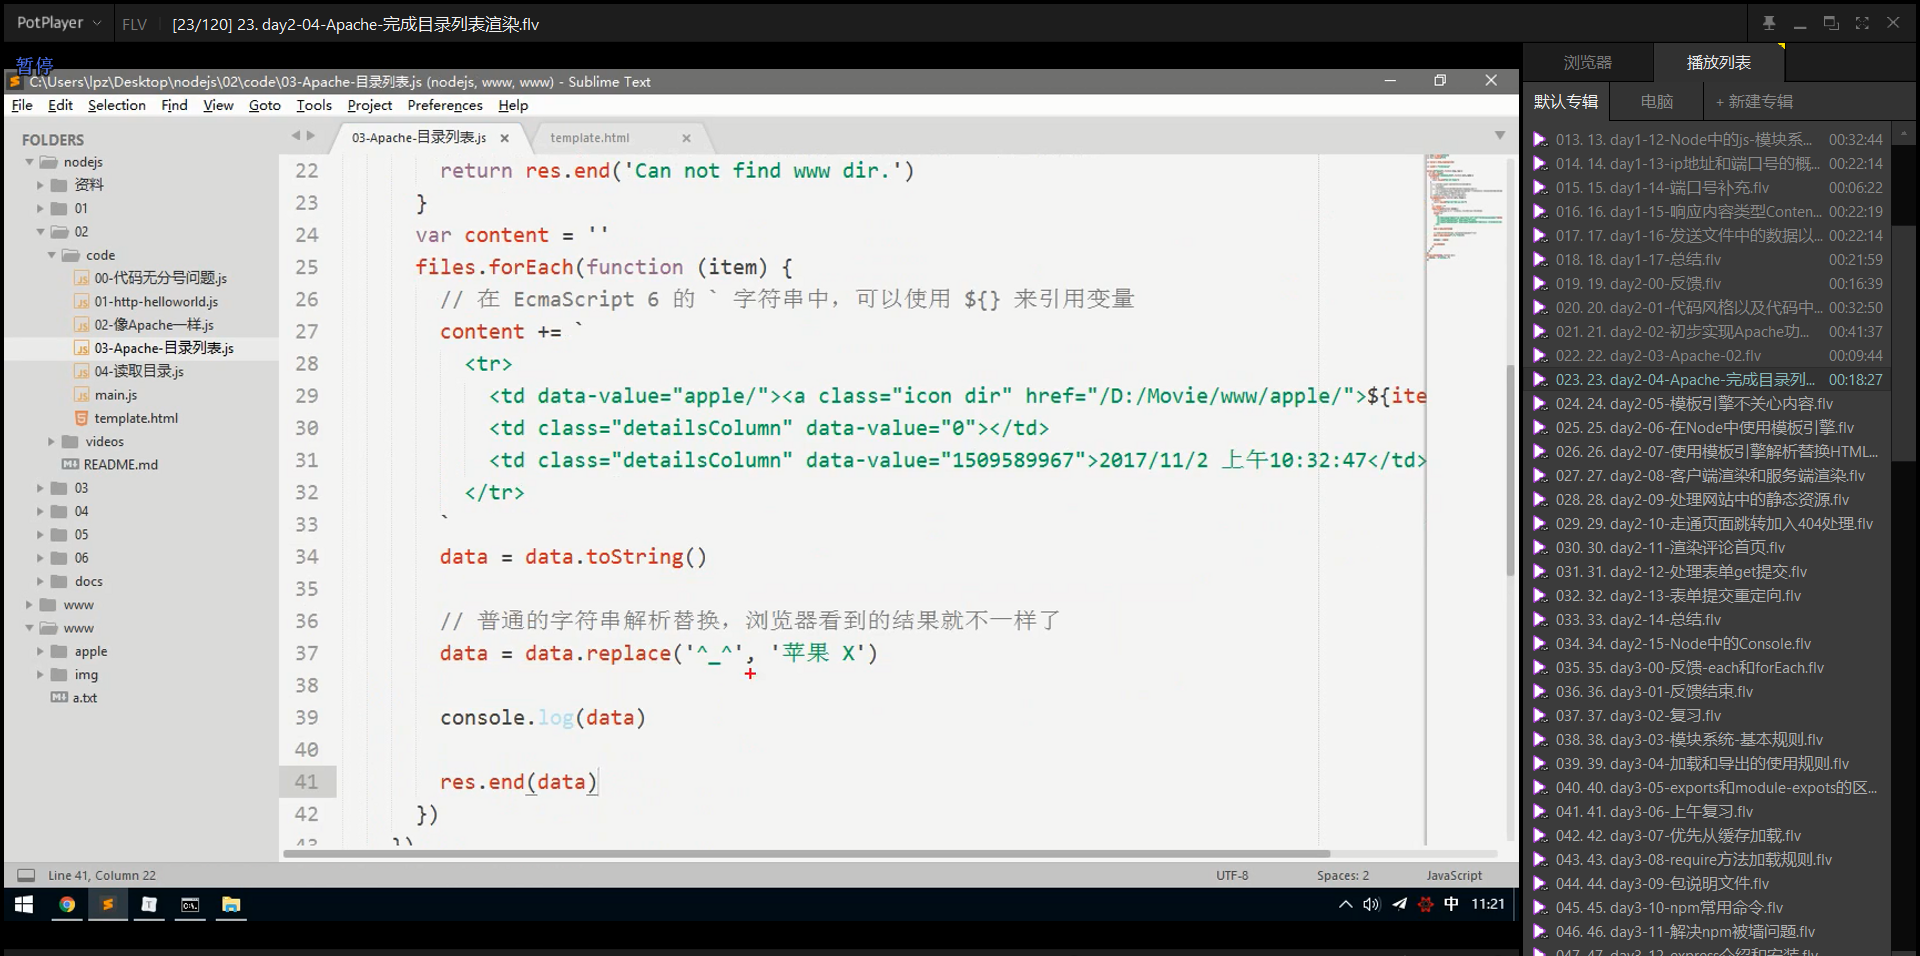 PotPlayer FLV [23/120] 23. day2-04-Apache-完成目录列表渲染.flv
暂停
C:\Users\lpz\Desktop\nodejs\02\code\03-Apache-目录列表.js (nodejs, www, www) - Sublime Text
File Edit Selection Find View Goto Tools Project Preferences Help
FOLDERS
nodejs
资料
01
02
code
00-代码无分号问题.js
01-http-helloworld.js
02-像Apache一样.js
03-Apache-目录列表.js
04-读取目录.js
main.js
template.html
videos
README.md
03
04
05
06
docs
www
www
apple
img
a.txt
03-Apache-目录列表.js template.html
22 return res.end('Can not find www dir.')
23 }
24 var content = ''
25 files.forEach(function (item) {
26 // 在 EcmaScript 6 的 ` 字符串中，可以使用 ${} 来引用变量
27 content += `
28 <tr>
29 <td data-value="apple/"><a class="icon dir" href="/D:/Movie/www/apple/">${ite
30 <td class="detailsColumn" data-value="0"></td>
31 <td class="detailsColumn" data-value="1509589967">2017/11/2 上午10:32:47</td>
32 </tr>
33 `
34 data = data.toString()
35
36 // 普通的字符串解析替换，浏览器看到的结果就不一样了
37 data = data.replace('^_^', '苹果 X')
38
39 console.log(data)
40
41 res.end(data)
42 })
43 })
Line 41, Column 22 UTF-8 Spaces: 2 JavaScript
中 11:21
浏览器 播放列表
默认专辑 电脑 + 新建专辑
013. 13. day1-12-Node中的js-模块系... 00:32:44
014. 14. day1-13-ip地址和端口号的概... 00:22:14
015. 15. day1-14-端口号补充.flv 00:06:22
016. 16. day1-15-响应内容类型Conten... 00:22:19
017. 17. day1-16-发送文件中的数据以... 00:22:14
018. 18. day1-17-总结.flv 00:21:59
019. 19. day2-00-反馈.flv 00:16:39
020. 20. day2-01-代码风格以及代码中... 00:32:50
021. 21. day2-02-初步实现Apache功... 00:41:37
022. 22. day2-03-Apache-02.flv 00:09:44
023. 23. day2-04-Apache-完成目录列... 00:18:27
024. 24. day2-05-模板引擎不关心内容.flv
025. 25. day2-06-在Node中使用模板引擎.flv
026. 26. day2-07-使用模板引擎解析替换HTML...
027. 27. day2-08-客户端渲染和服务端渲染.flv
028. 28. day2-09-处理网站中的静态资源.flv
029. 29. day2-10-走通页面跳转加入404处理.flv
030. 30. day2-11-渲染评论首页.flv
031. 31. day2-12-处理表单get提交.flv
032. 32. day2-13-表单提交重定向.flv
033. 33. day2-14-总结.flv
034. 34. day2-15-Node中的Console.flv
035. 35. day3-00-反馈-each和forEach.flv
036. 36. day3-01-反馈结束.flv
037. 37. day3-02-复习.flv
038. 38. day3-03-模块系统-基本规则.flv
039. 39. day3-04-加载和导出的使用规则.flv
040. 40. day3-05-exports和module-expots的区...
041. 41. day3-06-上午复习.flv
042. 42. day3-07-优先从缓存加载.flv
043. 43. day3-08-require方法加载规则.flv
044. 44. day3-09-包说明文件.flv
045. 45. day3-10-npm常用命令.flv
046. 46. day3-11-解决npm被墙问题.flv
047. 47. day3-12-express介绍和安装.flv